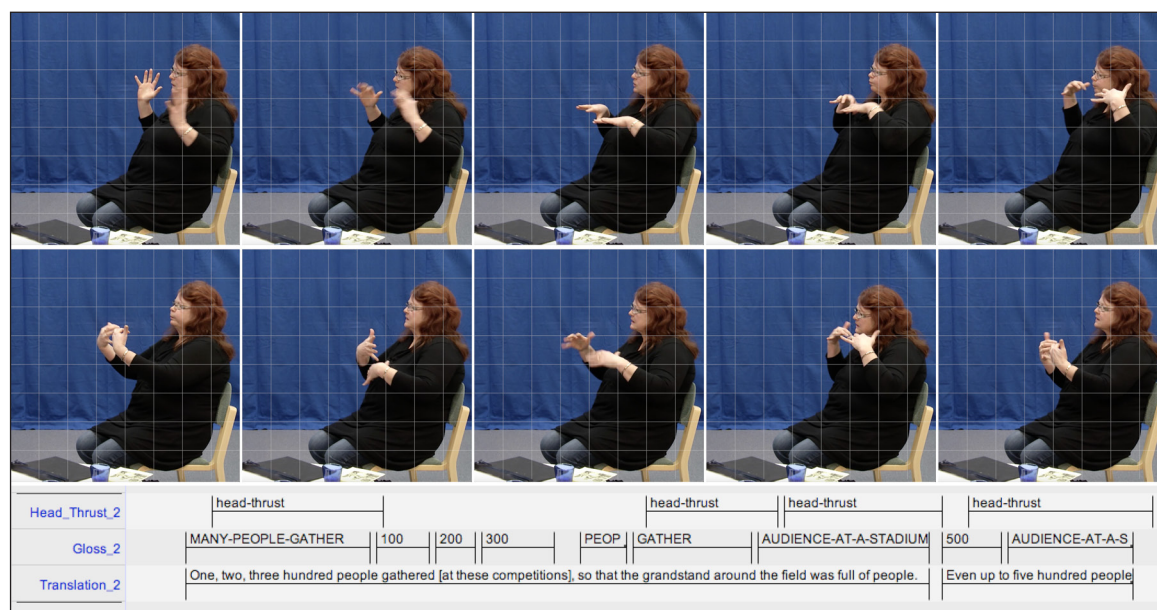 Head_Thrust_2 head-thrust head-thrust head-thrust head-thrust
Gloss_2 MANY-PEOPLE-GATHER 100 200 300 PEOP. GATHER AUDIENCE-AT-A-STADIUM 500 AUDIENCE-AT-A-S.
Translation_2 One, two, three hundred people gathered [at these competitions], so that the grandstand around the field was full of people. Even up to five hundred people